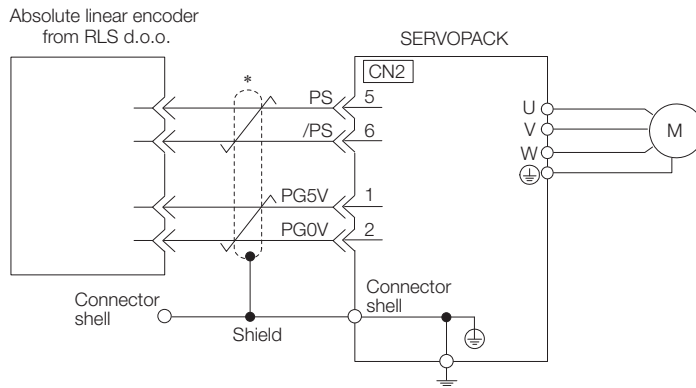 Absolute linear encoder
from RLS d.o.o.
SERVOPACK
CN2
*
PS 5
/PS 6
PG5V 1
PG0V 2
U
V
W
M
Connector
shell
Shield
Connector
shell